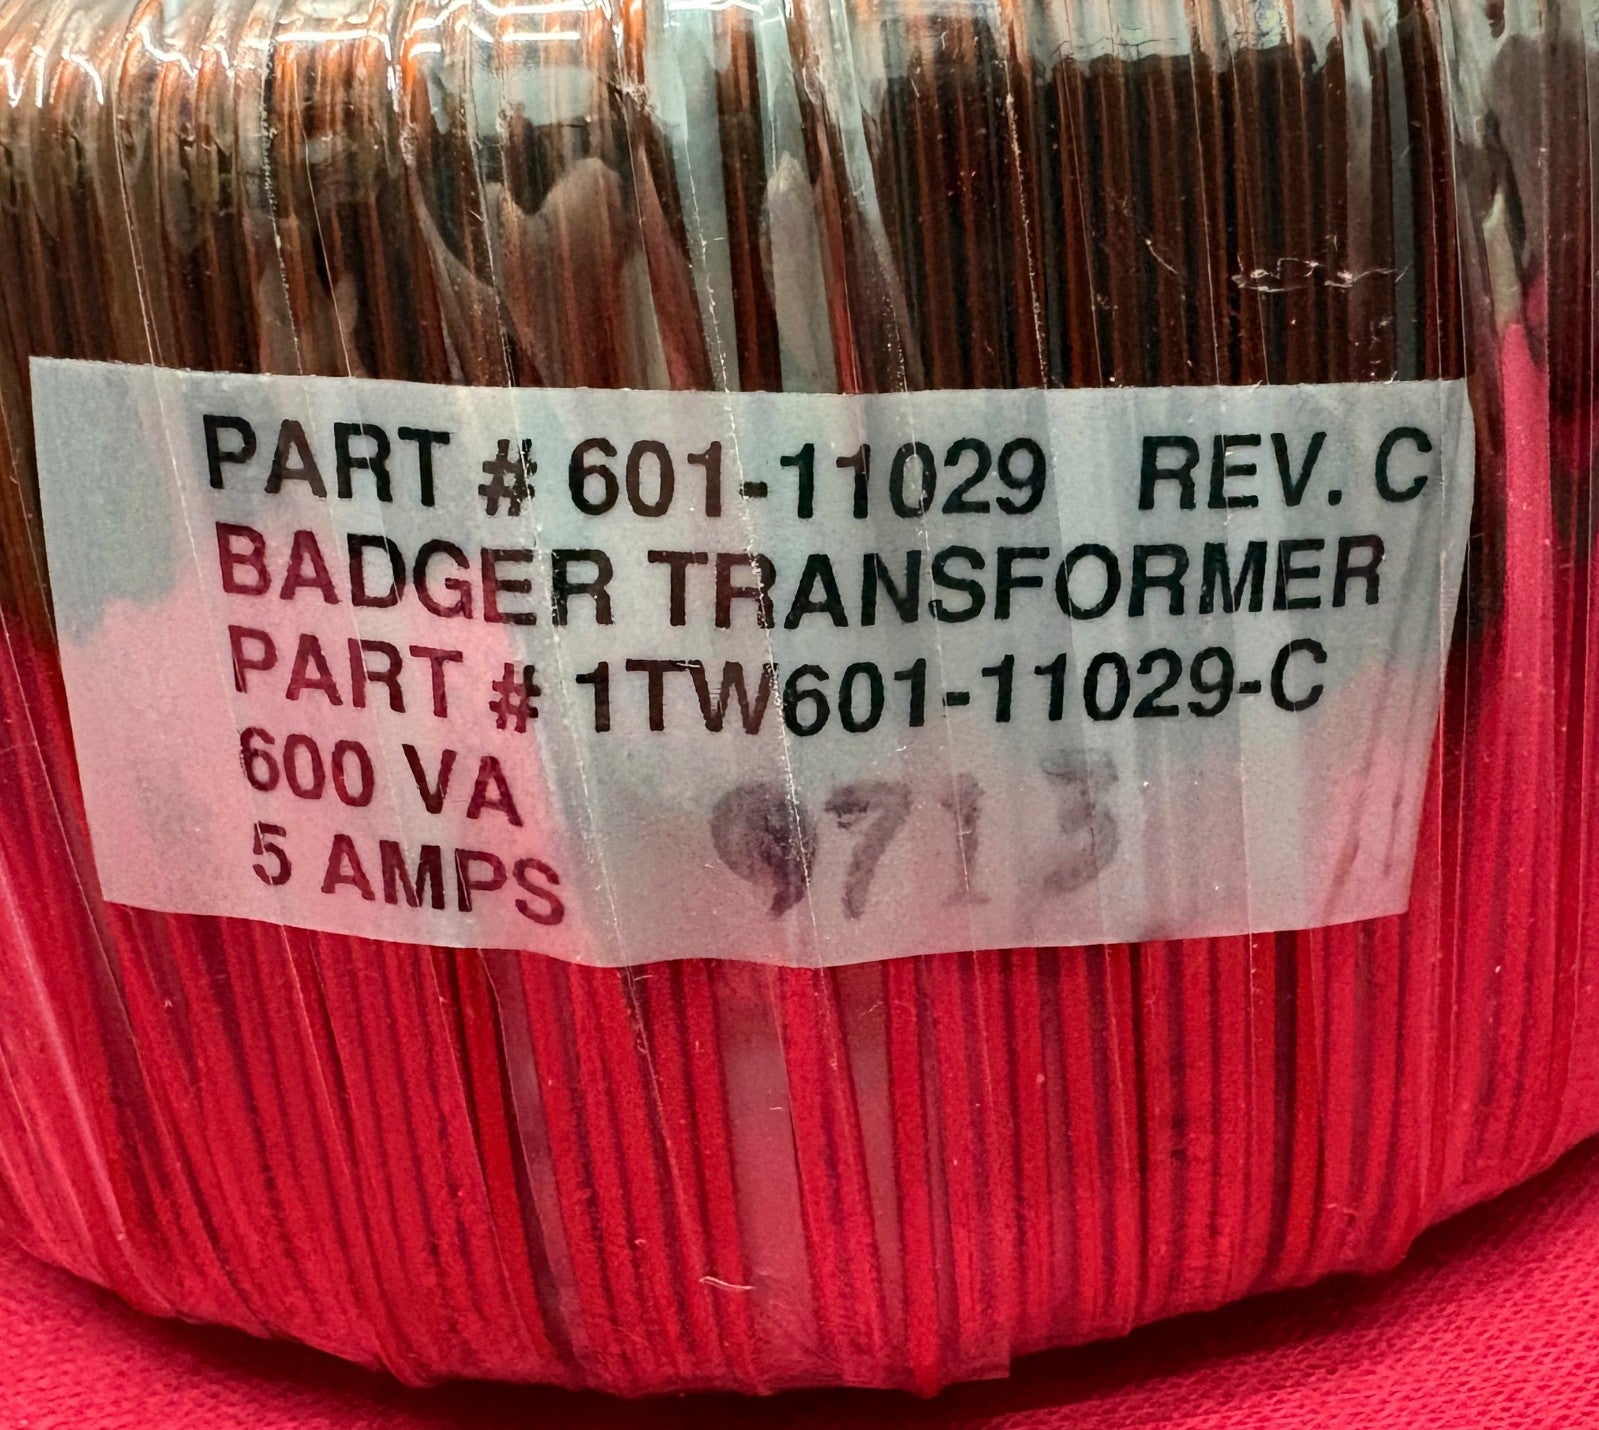 PART # 601-11029 REV. C
BADGER TRANSFORMER
PART # 1TW601-11029-C
600 VA
5 AMPS
9713